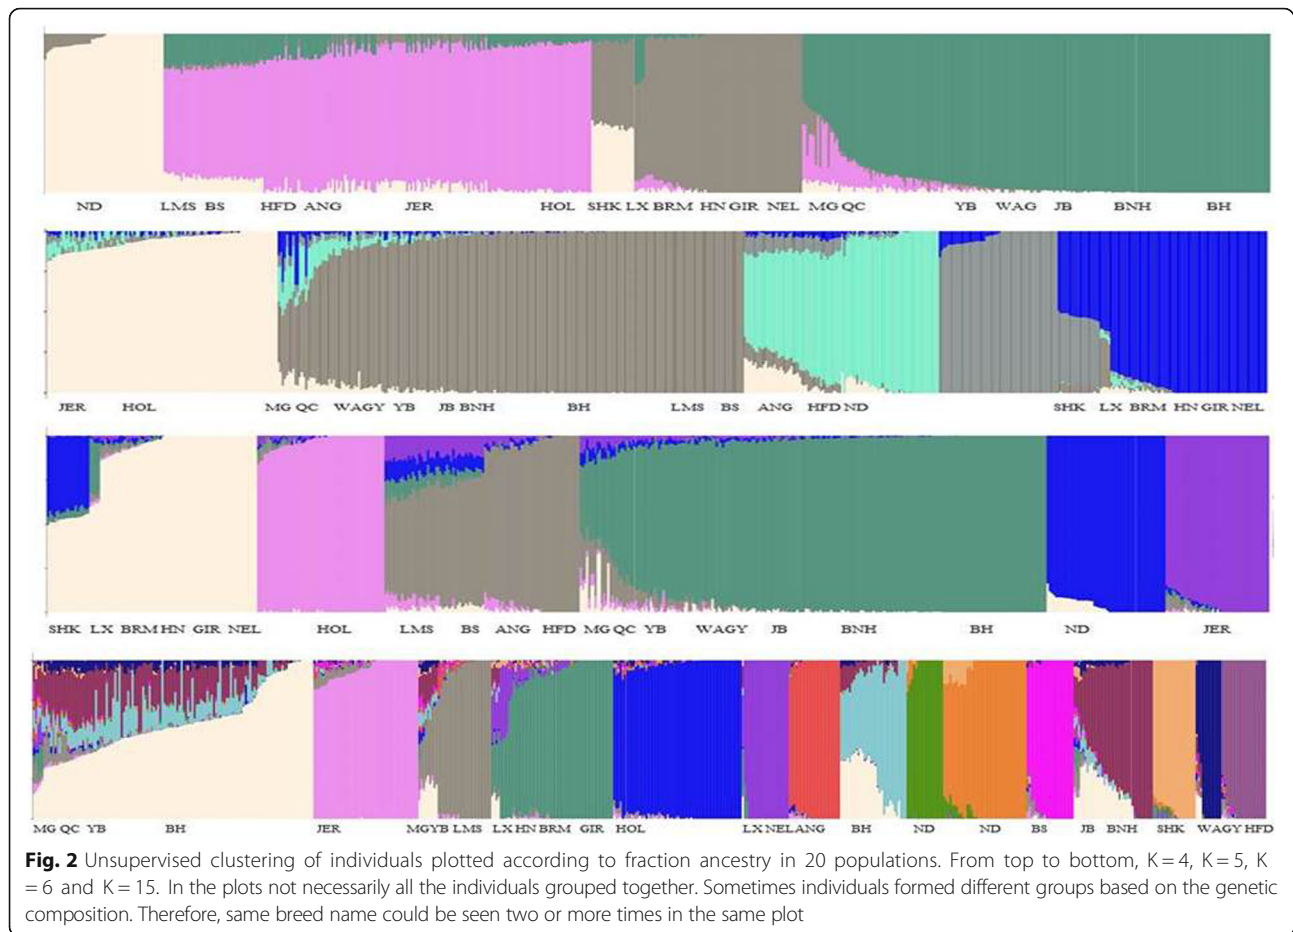 ND LMS BS HFD ANG JER HOL SHK LX BRM HN GIR NEL MG QC YB WAG JB BNH BH
JER HOL MG QC WAGY YB JB BNH BH LMS BS ANG HFD ND SHK LX BRM HN GIR NEL
SHK LX BRM HN GIR NEL HOL LMS BS ANG HFD MG QC YB WAGY JB BNH BH ND JER
MG QC YB BH JER MGYB LMS LX HN BRM GIR HOL LX NELANG BH ND ND BS JB BNH SHK WAGY HFD
Fig. 2 Unsupervised clustering of individuals plotted according to fraction ancestry in 20 populations. From top to bottom, K = 4, K = 5, K
= 6 and K = 15. In the plots not necessarily all the individuals grouped together. Sometimes individuals formed different groups based on the genetic
composition. Therefore, same breed name could be seen two or more times in the same plot